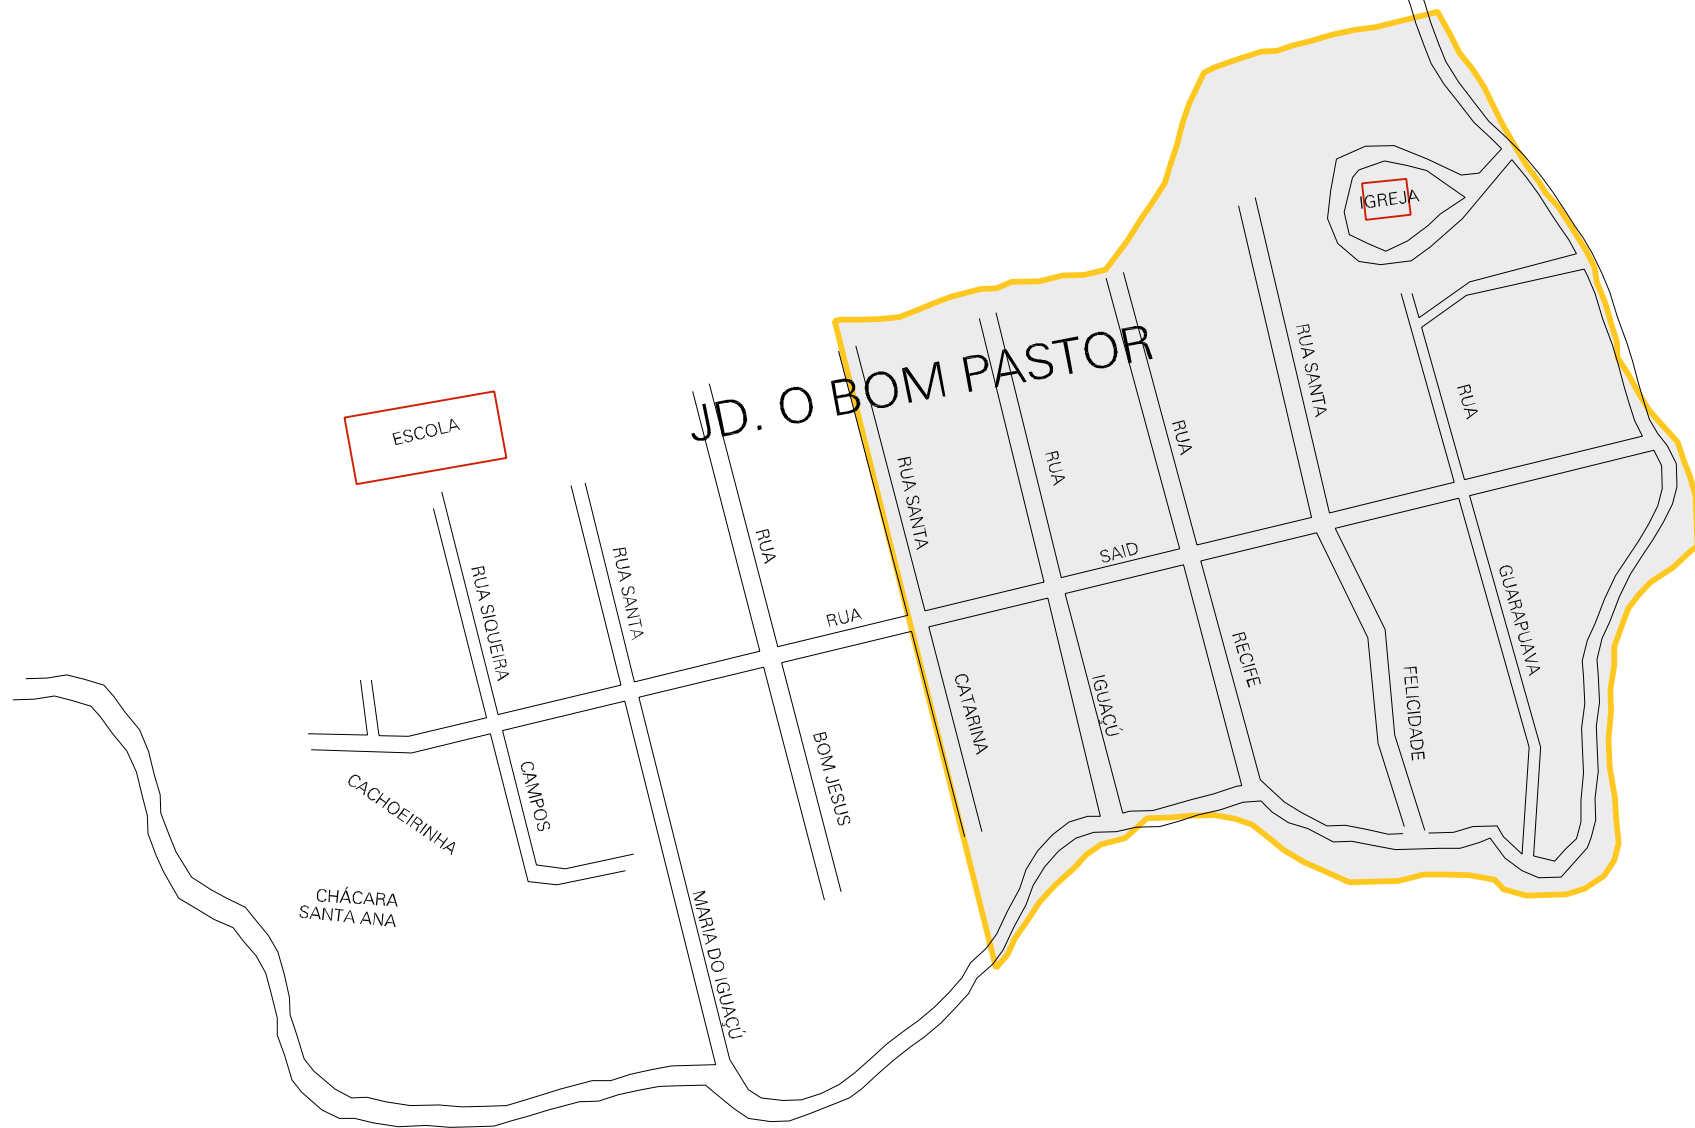 IGREJA
JD. O BOM PASTOR
RUA SANTA
RUA
ESCOLA
RUA
RUA
RUA SANTA
RUA
RUA SANTA
SAID
RUA
RUA SIQUEIRA
GUARAPUAVA
RECIFE
FELICIDADE
IGUAÇÚ
CATARINA
BOM JESUS
CAMPOS
CACHOEIRINHA
CHÁCARA
SANTA ANA
MARIA DO IGUAÇÚ